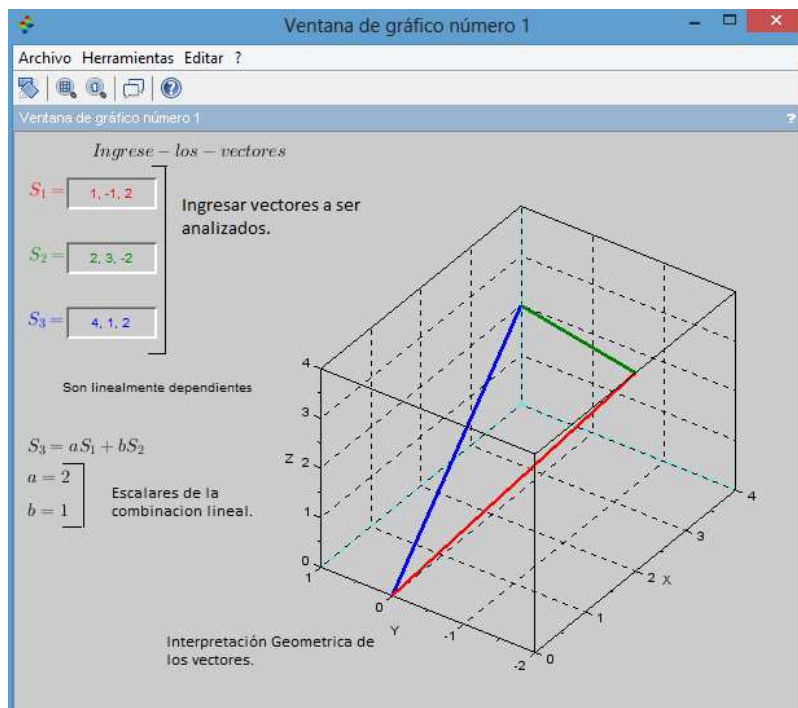 Ventana de gráfico número 1
Archivo Herramientas Editar ?
Ventana de gráfico número 1 ?
Ingrese – los – vectores
S₁ = 1, -1, 2
Ingresar vectores a ser
analizados.
S₂ = 2, 3, -2
S₃ = 4, 1, 2
Son linealmente dependientes
S₃ = aS₁ + bS₂
a = 2
b = 1
Escalares de la
combinacion lineal.
4
3
Z 2
1
0
1
0
Y
-1
-2
0
1
2 X
3
4
Interpretación Geometrica de
los vectores.